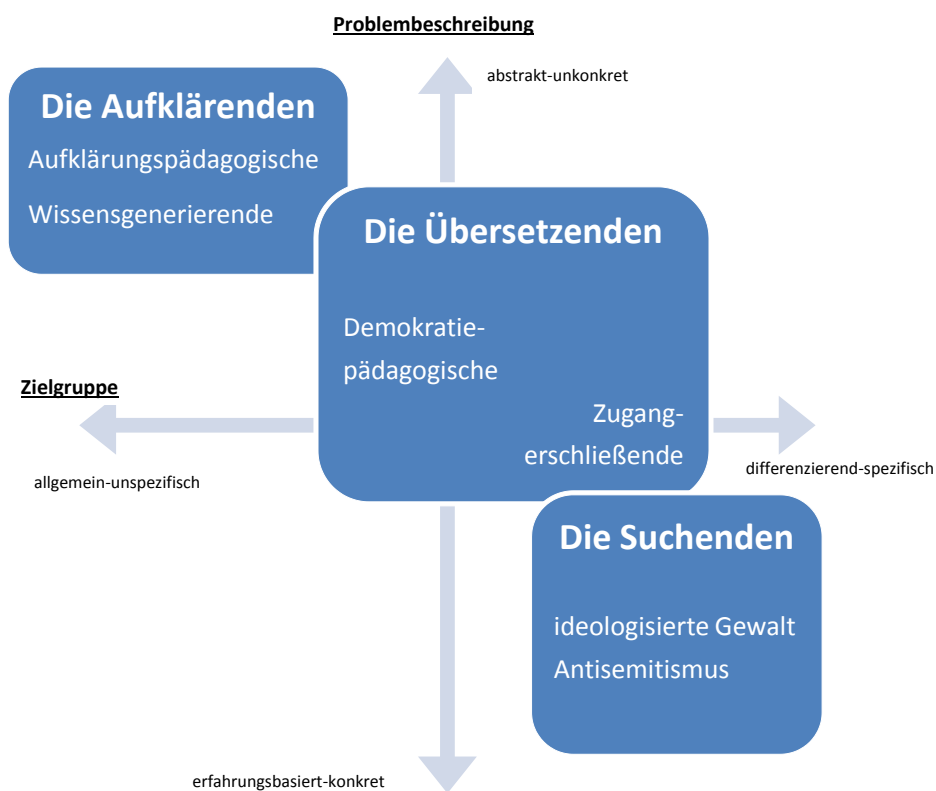 Problembeschreibung
abstrakt-unkonkret
Die Aufklärenden
Aufklärungspädagogische
Wissensgenerierende
Die Übersetzenden
Demokratie-
pädagogische
Zugang-
erschließende
Zielgruppe
allgemein-unspezifisch
differenzierend-spezifisch
Die Suchenden
ideologisierte Gewalt
Antisemitismus
erfahrungsbasiert-konkret